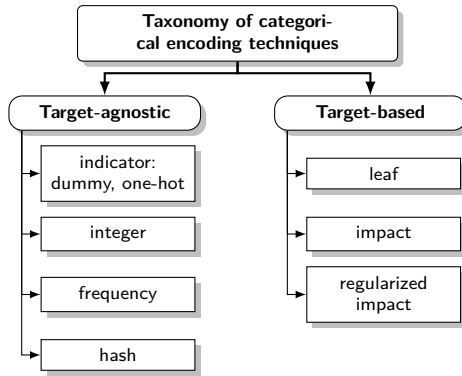 Taxonomy of categori-
cal encoding techniques
Target-agnostic
indicator:
dummy, one-hot
integer
frequency
hash
Target-based
leaf
impact
regularized
impact